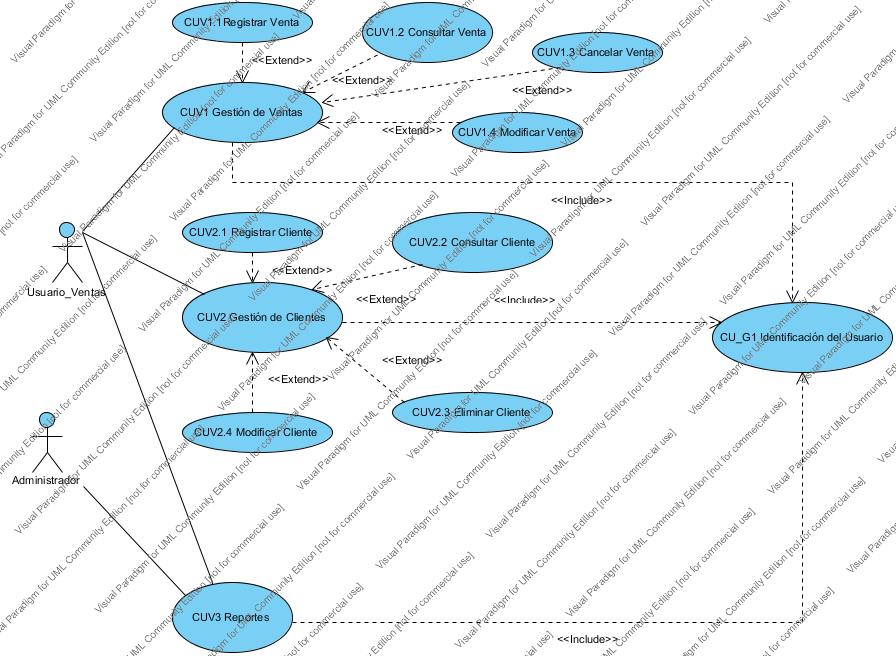 CUV1.1Registrar Venta
CUV1.2 Consultar Venta
CUV1.3 Cancelar Venta
<<Extend>>
<<Extend>>
<<Extend>>
CUV1 Gestión de Ventas
<<Extend>>
CUV1.4 Modificar Venta
<<Include>>
CUV2.1 Registrar Cliente
CUV2.2 Consultar Cliente
<<Extend>>
Usuario_Ventas
<<Extend>>
<<Include>>
CUV2 Gestión de Clientes
CU_G1 Identificación del Usuario
<<Extend>>
<<Extend>>
CUV2.3 Eliminar Cliente
CUV2.4 Modificar Cliente
Administrador
CUV3 Reportes
<<Include>>
Visual Paradigm for UML Community Edition [not for commercial use]